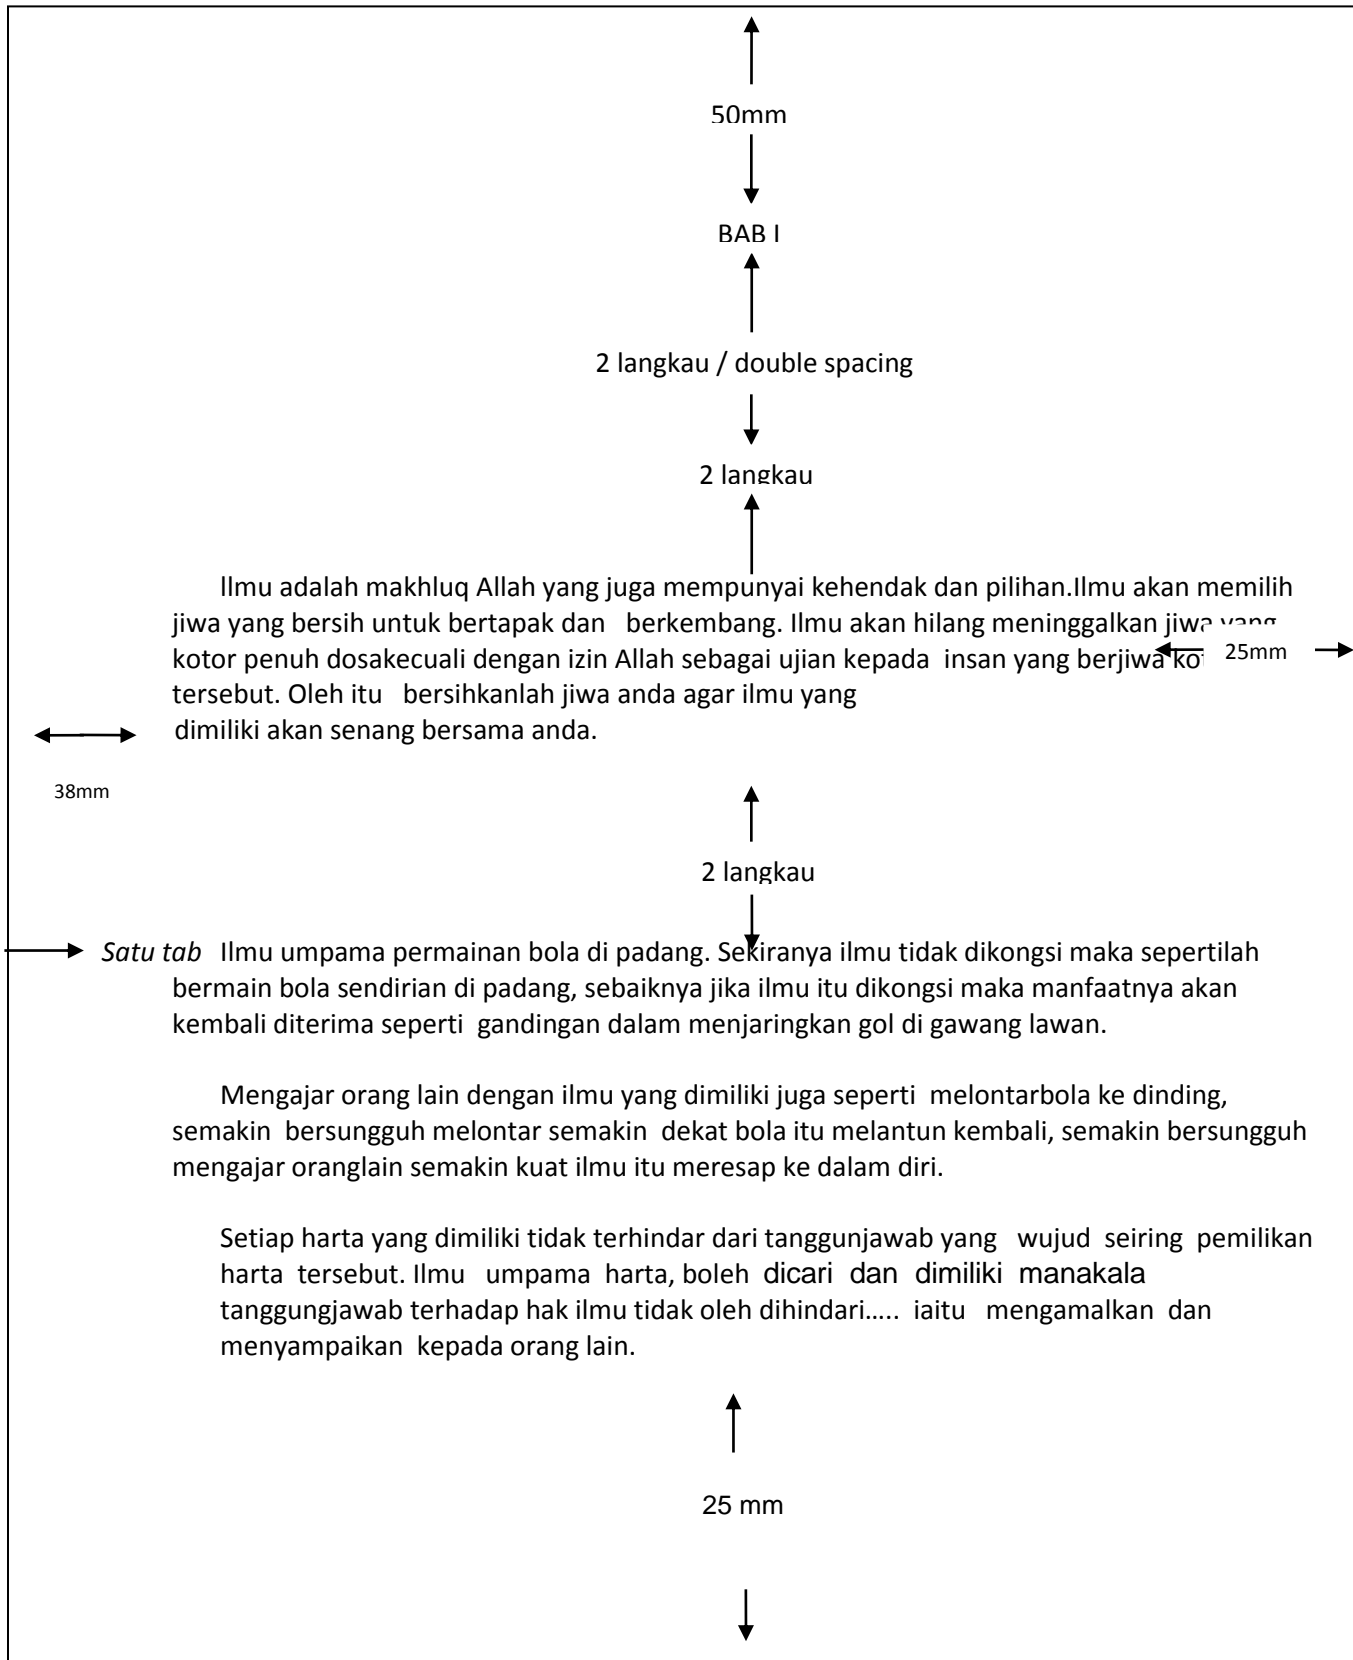 50mm
BAB I
2 langkau / double spacing
2 langkau
Ilmu adalah makhluq Allah yang juga mempunyai kehendak dan pilihan.Ilmu akan memilih
jiwa yang bersih untuk bertapak dan berkembang. Ilmu akan hilang meninggalkan jiwa yang
kotor penuh dosakecuali dengan izin Allah sebagai ujian kepada insan yang berjiwa 25mm
tersebut. Oleh itu bersihkanlah jiwa anda agar ilmu yang
dimiliki akan senang bersama anda.
38mm
2 langkau
Satu tab Ilmu umpama permainan bola di padang. Sekiranya ilmu tidak dikongsi maka sepertilah
bermain bola sendirian di padang, sebaiknya jika ilmu itu dikongsi maka manfaatnya akan
kembali diterima seperti gandingan dalam menjaringkan gol di gawang lawan.
Mengajar orang lain dengan ilmu yang dimiliki juga seperti melontarbola ke dinding,
semakin bersungguh melontar semakin dekat bola itu melantun kembali, semakin bersungguh
mengajar oranglain semakin kuat ilmu itu meresap ke dalam diri.
Setiap harta yang dimiliki tidak terhindar dari tanggunjawab yang wujud seiring pemilikan
harta tersebut. Ilmu umpama harta, boleh dicari dan dimiliki manakala
tanggungjawab terhadap hak ilmu tidak oleh dihindari..... iaitu mengamalkan dan
menyampaikan kepada orang lain.
25 mm